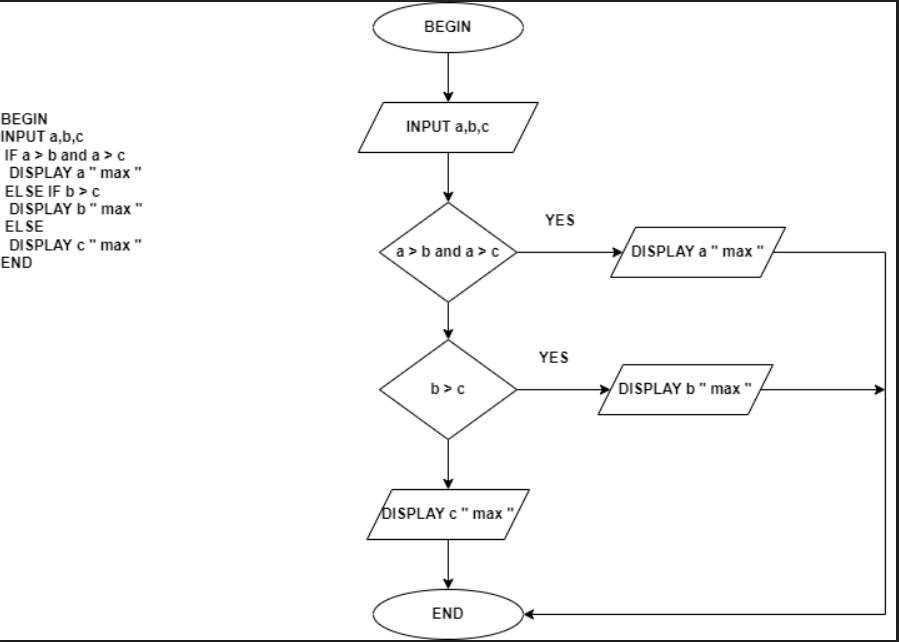 BEGIN
INPUT a,b,c
IF a > b and a > c
DISPLAY a " max "
ELSE IF b > c
DISPLAY b " max "
ELSE
DISPLAY c " max "
END
BEGIN
INPUT a,b,c
a > b and a > c
YES
DISPLAY a " max "
b > c
YES
DISPLAY b " max "
DISPLAY c " max "
END